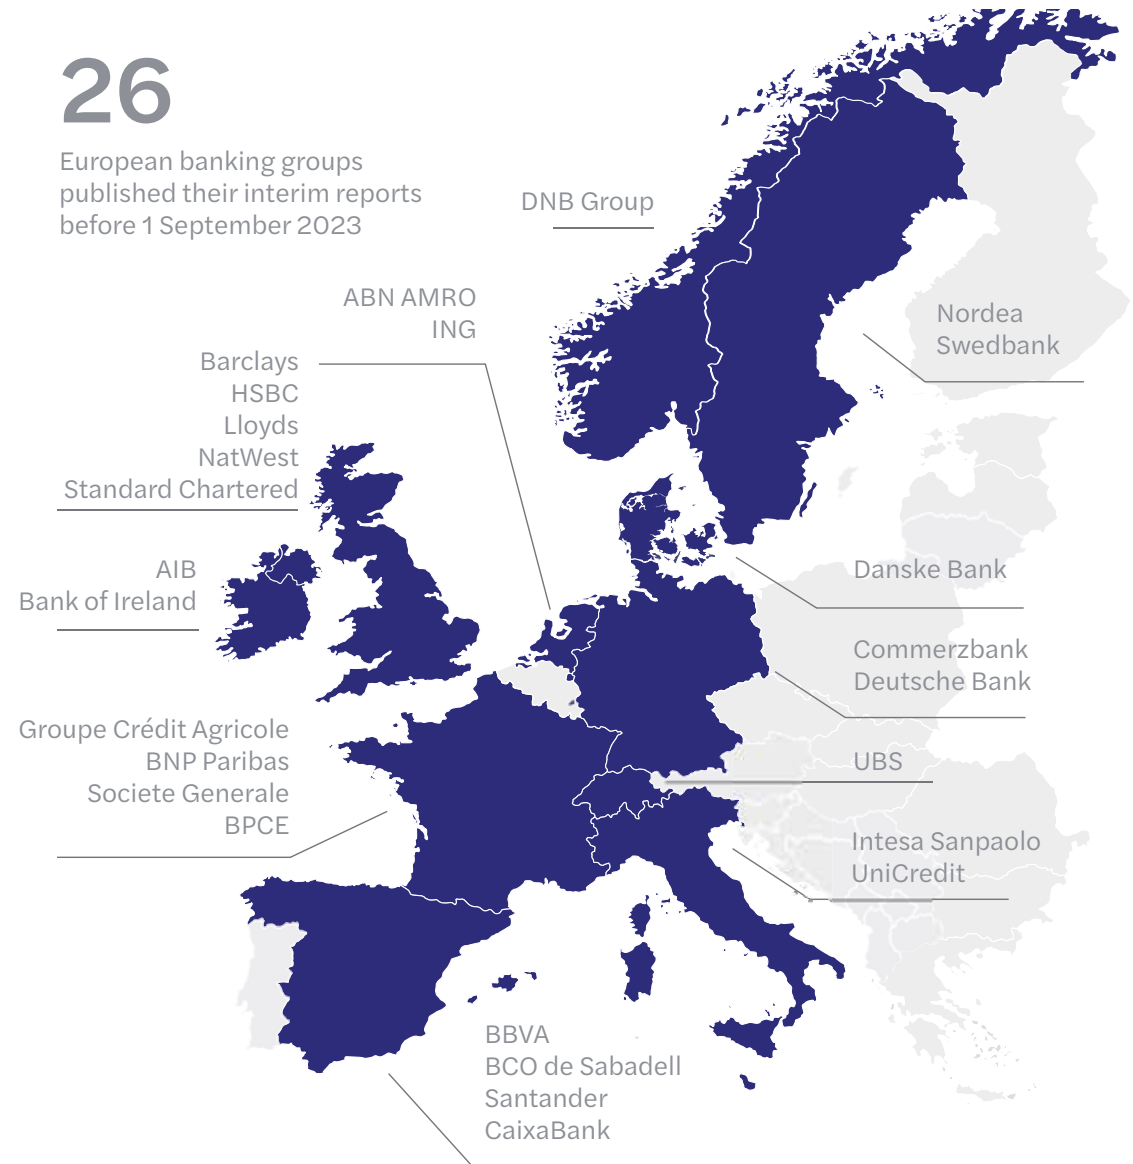 26
European banking groups
published their interim reports
before 1 September 2023
DNB Group
ABN AMRO
ING
Nordea
Swedbank
Barclays
HSBC
Lloyds
NatWest
Standard Chartered
AIB
Bank of Ireland
Danske Bank
Commerzbank
Deutsche Bank
Groupe Crédit Agricole
BNP Paribas
Societe Generale
BPCE
UBS
Intesa Sanpaolo
UniCredit
BBVA
BCO de Sabadell
Santander
CaixaBank